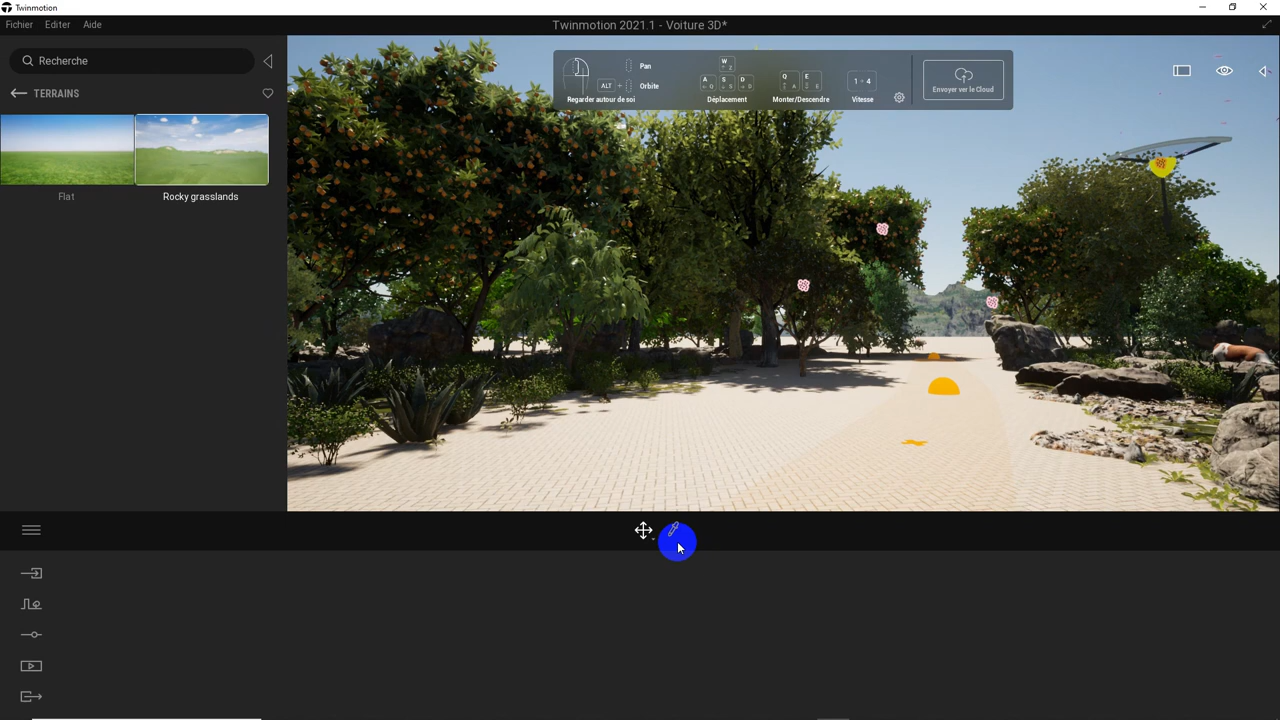 Twinmotion
Fichier Editer Aide
Twinmotion 2021.1 - Voiture 3D*
Recherche
TERRAINS
Flat
Rocky grasslands
Pan
ALT + Orbite
Regarder autour de soi
W
Z
A Q S S D D
Déplacement
Q E
A E
Monter/Descendre
1 ÷ 4
Vitesse
Envoyer ver le Cloud